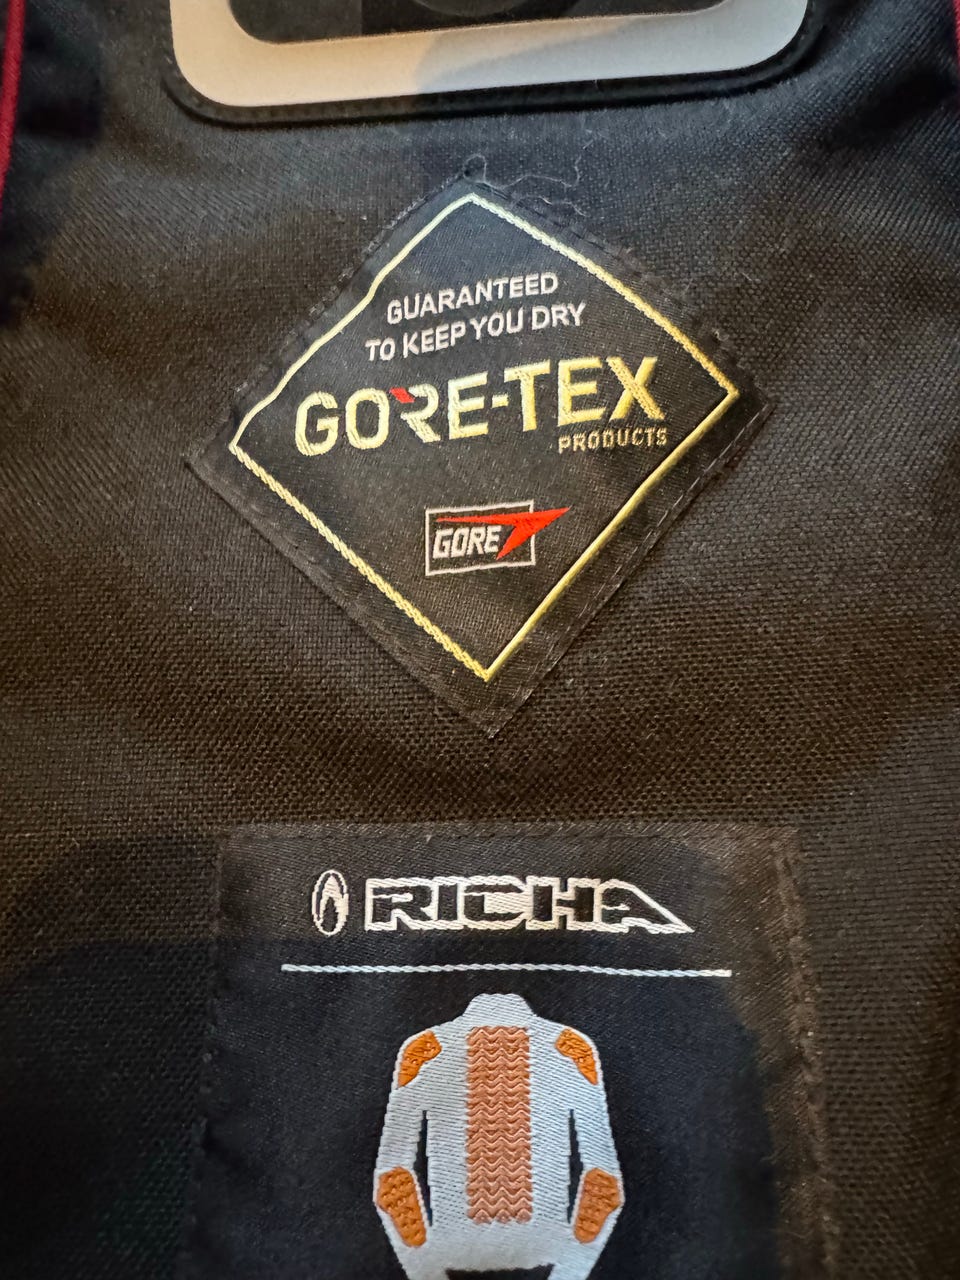 GUARANTEED
TO KEEP YOU DRY
GORE-TEX
PRODUCTS
GORE
RICHA